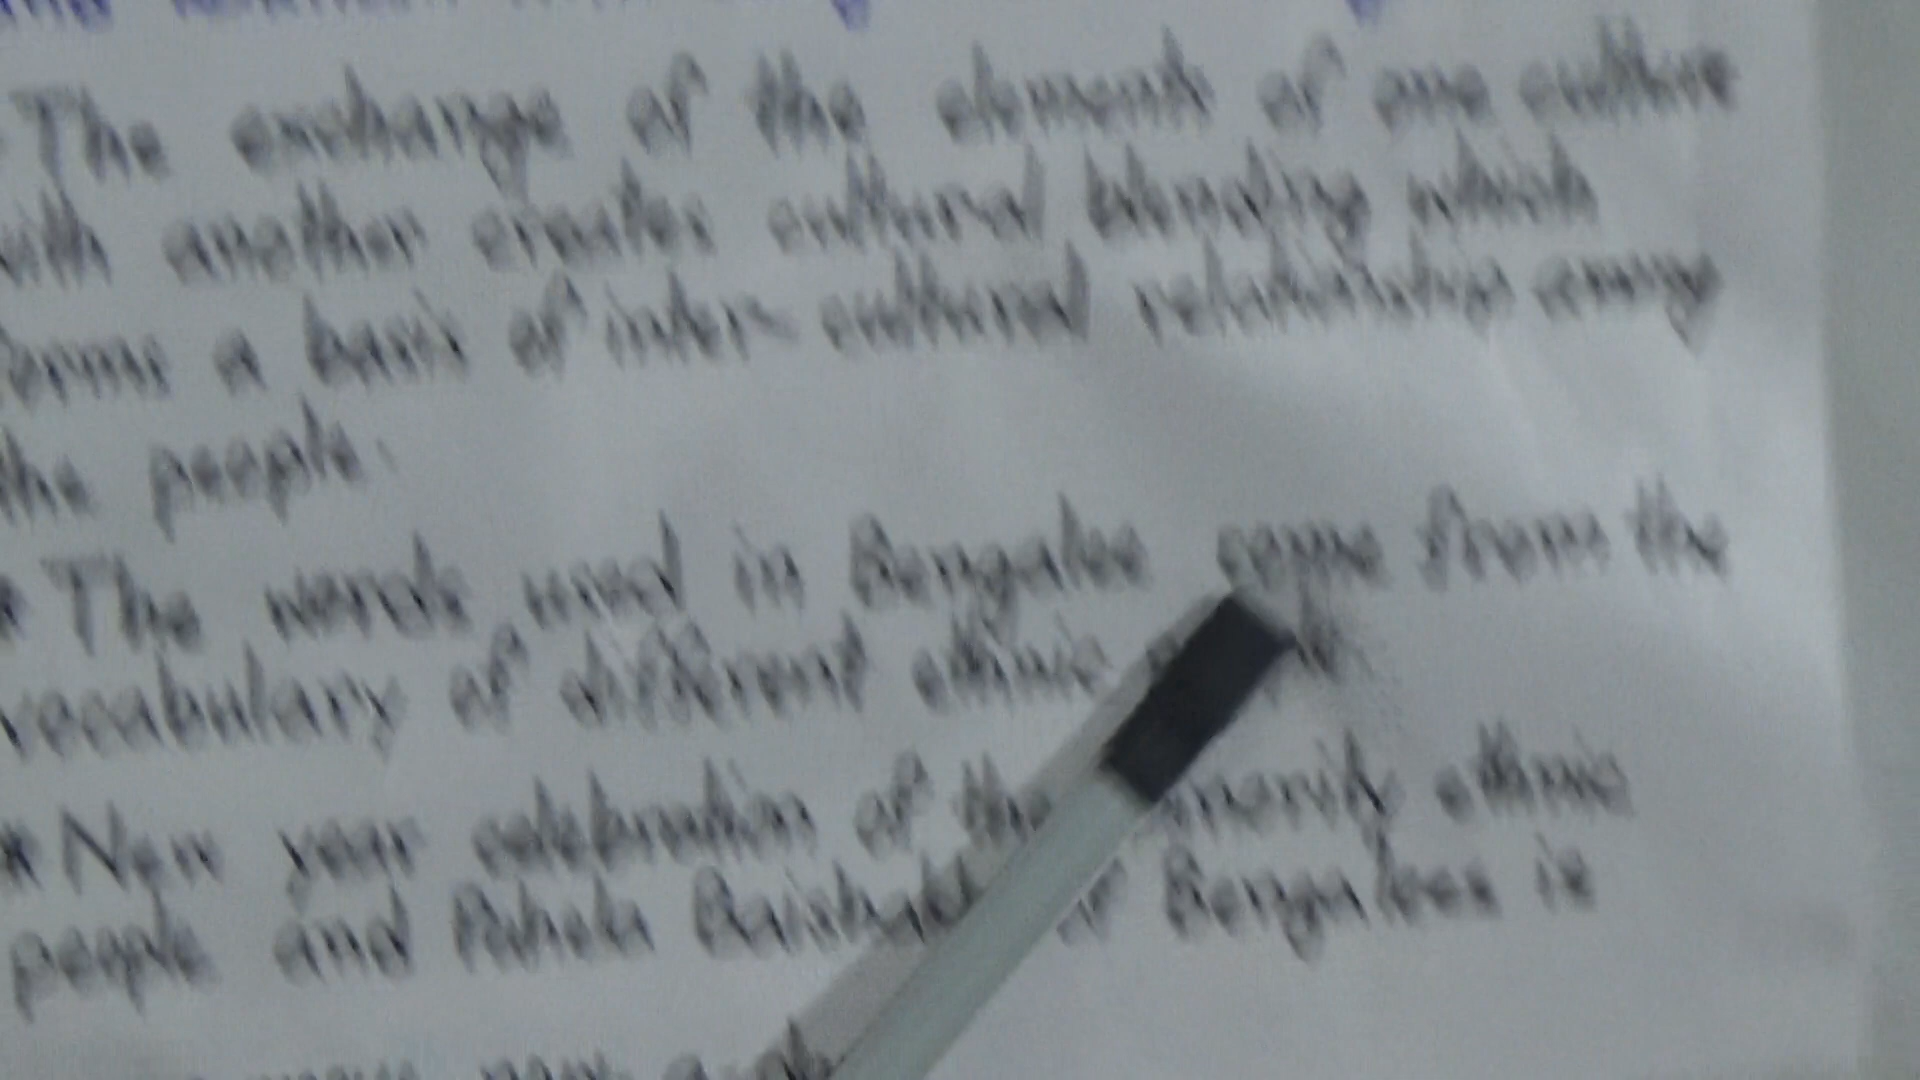 The exchange of the elements of one culture
with another creates cultural blending which
forms a basis of inter-cultural relationship among
the people.
* The words used in Bengalee come from the
vocabulary of different ethnic
* New year celebration of the minority ethnic
people and Pahela Baishakh of Bengalees is